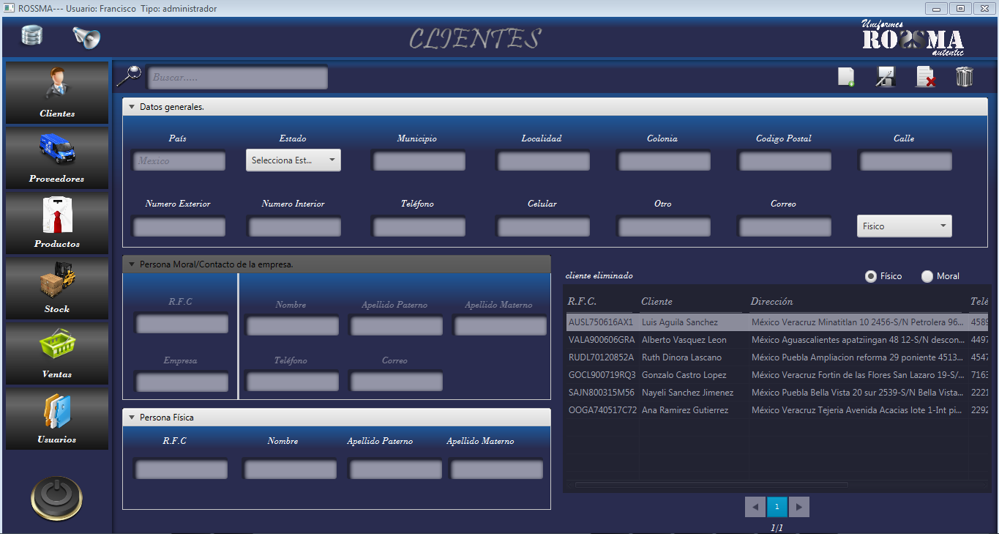 ROSSMA--- Usuario: Francisco  Tipo: administrador
CLIENTES
Uniformes
ROSSMA
autentic
Buscar.....
Clientes
Proveedores
Productos
Stock
Ventas
Usuarios
Datos generales.
País Estado Municipio Localidad Colonia Codigo Postal Calle
Mexico Selecciona Est...
Numero Exterior Numero Interior Teléfono Celular Otro Correo
Fisico
Persona Moral/Contacto de la empresa.
R.F.C Nombre Apellido Paterno Apellido Materno
Empresa Teléfono Correo
Persona Física
R.F.C Nombre Apellido Paterno Apellido Materno
cliente eliminado Físico Moral
R.F.C. Cliente Dirección Telé
AUSL750616AX1 Luis Aguila Sanchez México Veracruz Minatitlan 10 2456-S/N Petrolera 96... 4589
VALA900606GRA Alberto Vasquez Leon México Aguascalientes apatziingan 48 12-S/N descon... 4497
RUDL70120852A Ruth Dinora Lascano México Puebla Ampliacion reforma 29 poniente 4513... 4547
GOCL900719RQ3 Gonzalo Castro Lopez México Veracruz Fortin de las Flores San Lazaro 19-S/... 7163
SAJN800315M56 Nayeli Sanchez Jimenez México Puebla Bella Vista 20 sur 2539-S/N Bella Vista... 2221
OOGA740517C72 Ana Ramirez Gutierrez México Veracruz Tejeria Avenida Acacias lote 1-Int pi... 2292
1
1/1